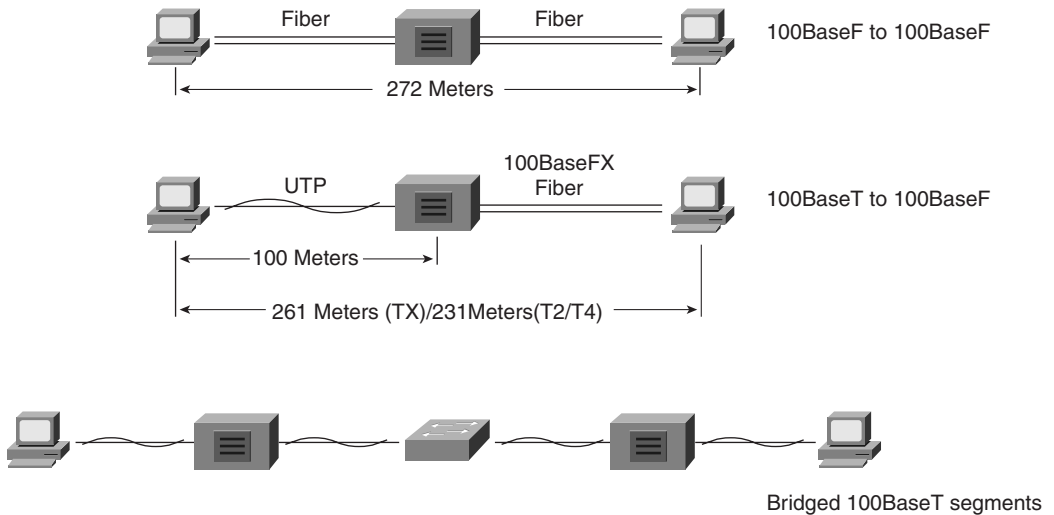 Fiber
Fiber
100BaseF to 100BaseF
272 Meters
UTP
100BaseFX
Fiber
100BaseT to 100BaseF
100 Meters
261 Meters (TX)/231Meters(T2/T4)
Bridged 100BaseT segments